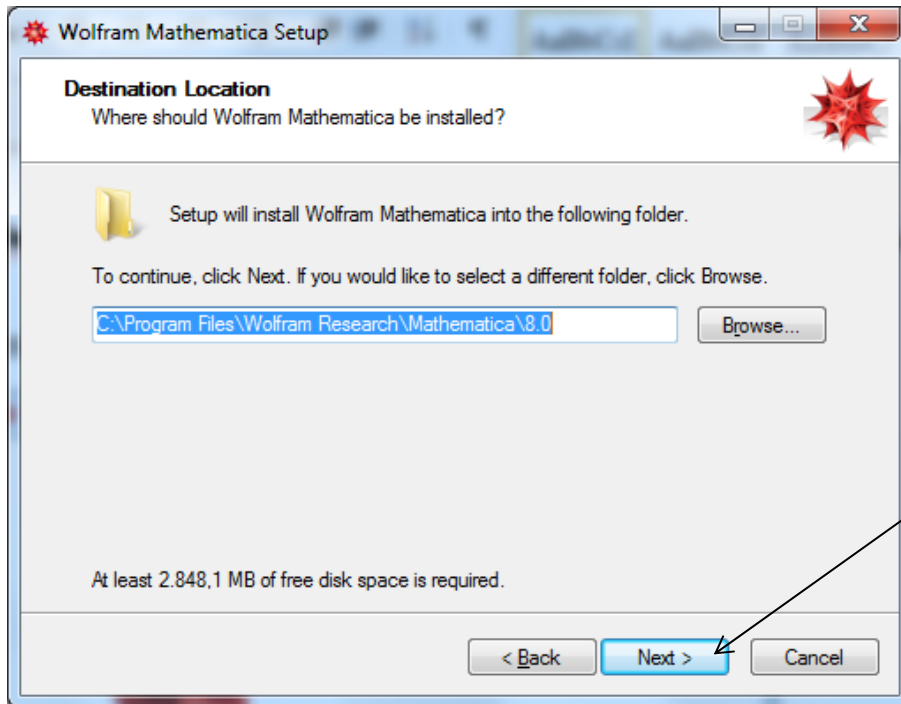 Wolfram Mathematica Setup
Destination Location
Where should Wolfram Mathematica be installed?
Setup will install Wolfram Mathematica into the following folder.
To continue, click Next. If you would like to select a different folder, click Browse.
C:\Program Files\Wolfram Research\Mathematica\8.0
Browse...
At least 2.848,1 MB of free disk space is required.
< Back Next > Cancel